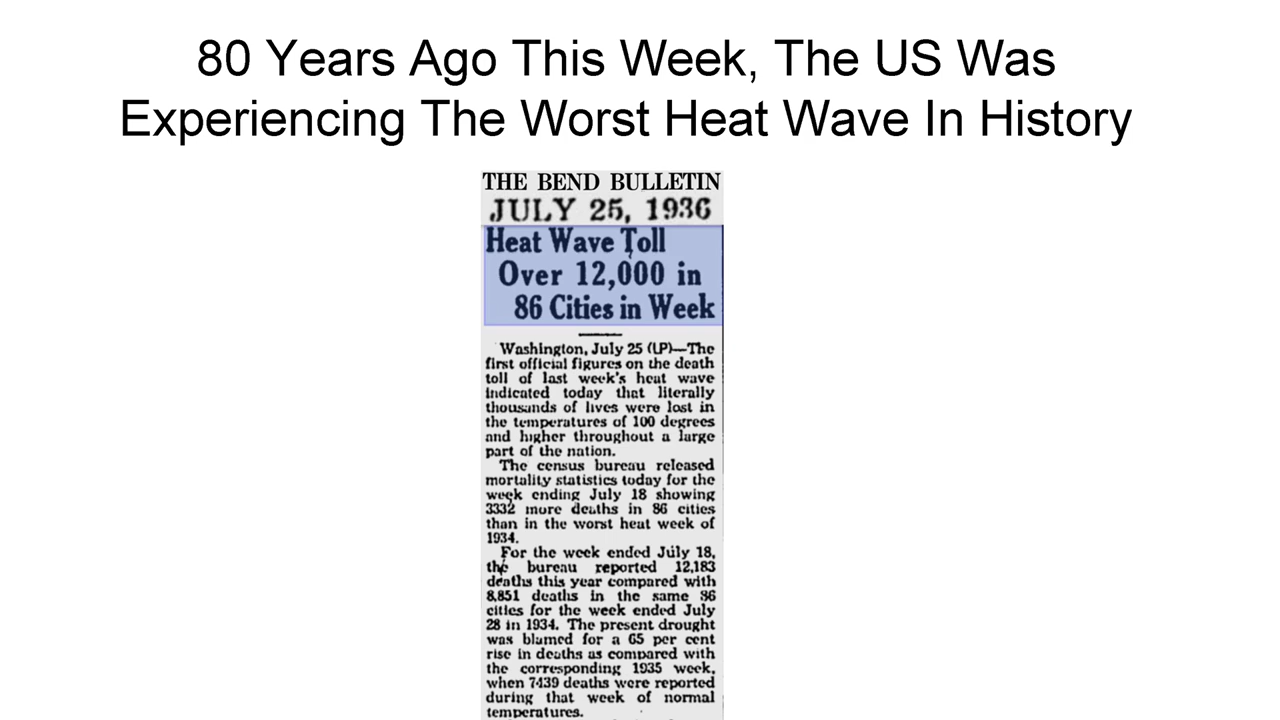 80 Years Ago This Week, The US Was
Experiencing The Worst Heat Wave In History
THE BEND BULLETIN
JULY 25, 1936
Heat Wave Toll
Over 12,000 in
86 Cities in Week
Washington, July 25 (UP)—The
first official figures on the death
toll of last week's heat wave
indicated today that literally
thousands of lives were lost in
the temperatures of 100 degrees
and higher throughout a large
part of the nation.
The census bureau released
mortality statistics today for the
week ending July 18 showing
3332 more deaths in 86 cities
than in the worst heat week of
1934.
For the week ended July 18,
the bureau reported 12,183
deaths this year compared with
8,851 deaths in the same 86
cities for the week ended July
28 in 1934. The present drought
was blamed for a 65 per cent
rise in deaths as compared with
the corresponding 1935 week,
when 7439 deaths were reported
during that week of normal
temperatures.